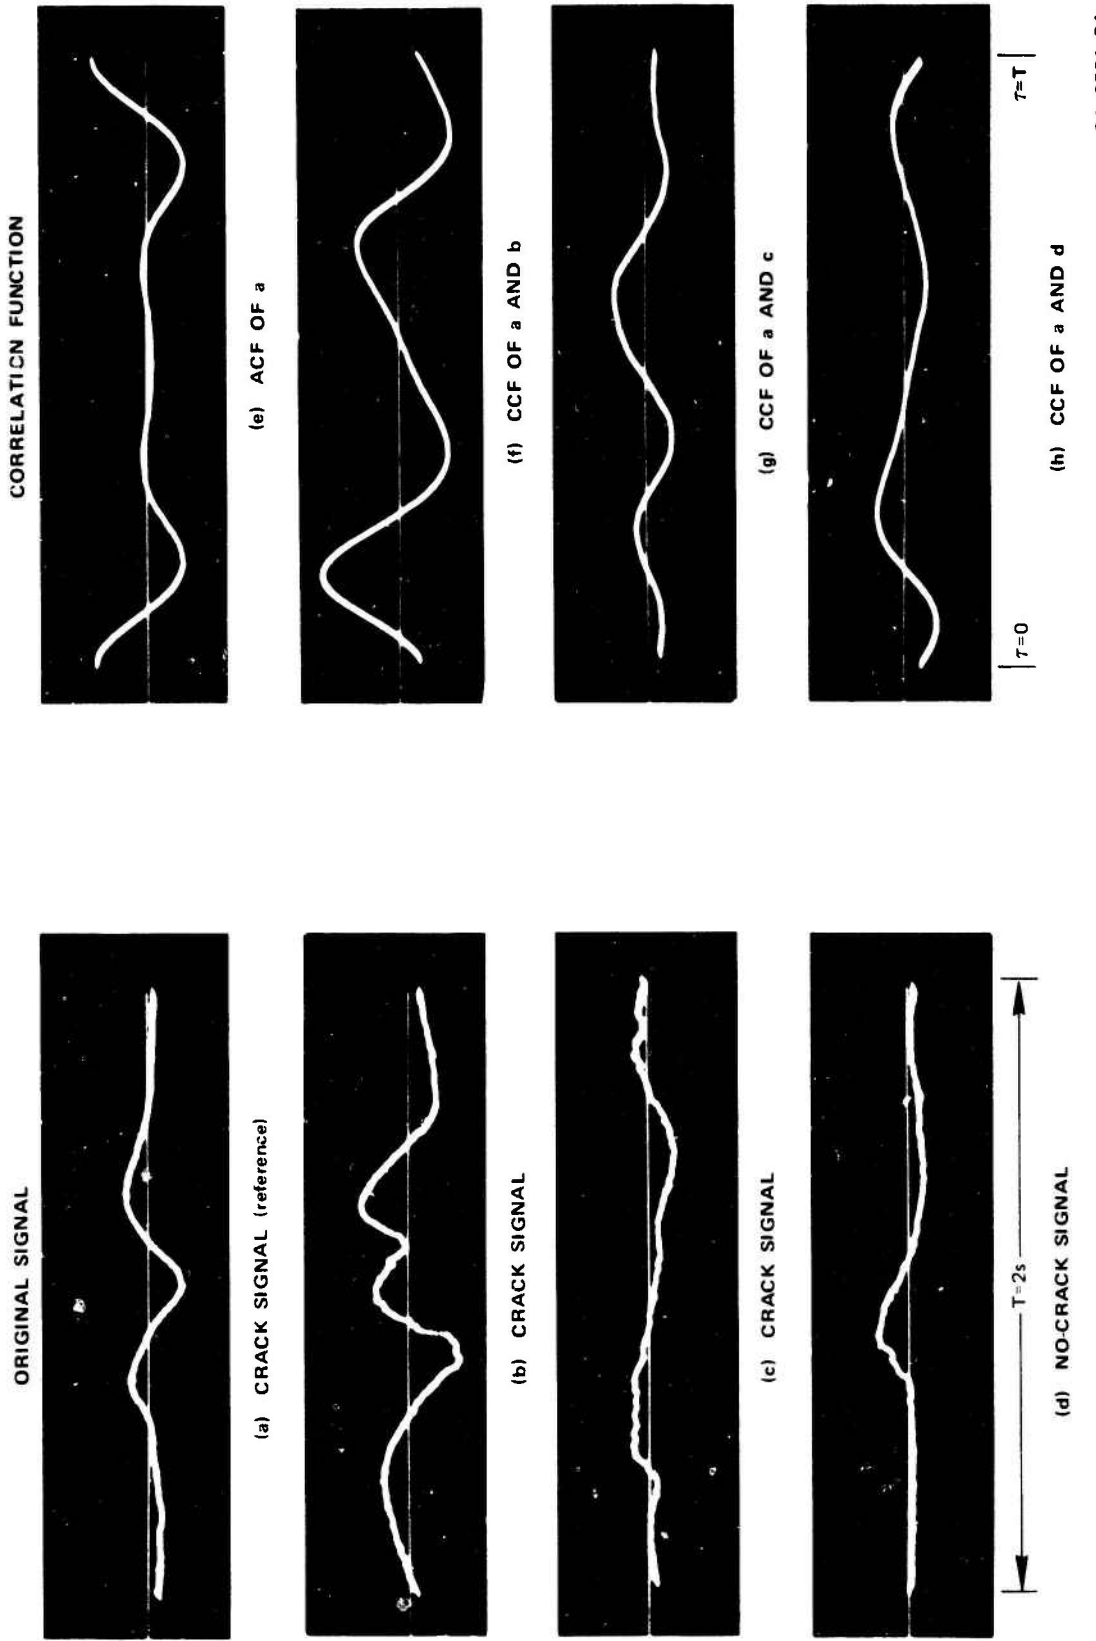 ORIGINAL SIGNAL
CORRELATION FUNCTION
(a) CRACK SIGNAL (reference)
(e) ACF OF a
(b) CRACK SIGNAL
(f) CCF OF a AND b
(c) CRACK SIGNAL
(g) CCF OF a AND c
T=2s
τ=0
τ=T
(d) NO-CRACK SIGNAL
(h) CCF OF a AND d